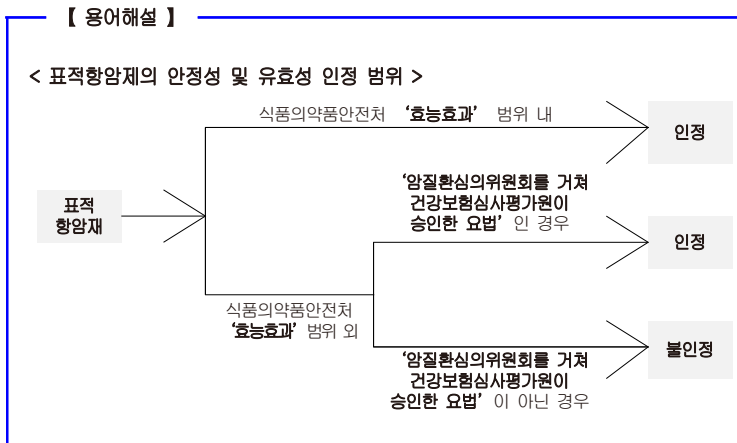 【 용어해설 】
< 표적항암제의 안정성 및 유효성 인정 범위 >
식품의약품안전처 ‘효능효과’ 범위 내
인정
표적
항암재
‘암질환심의위원회를 거쳐
건강보험심사평가원이
승인한 요법’ 인 경우
인정
식품의약품안전처
‘효능효과’ 범위 외
‘암질환심의위원회를 거쳐
건강보험심사평가원이
승인한 요법’ 이 아닌 경우
불인정